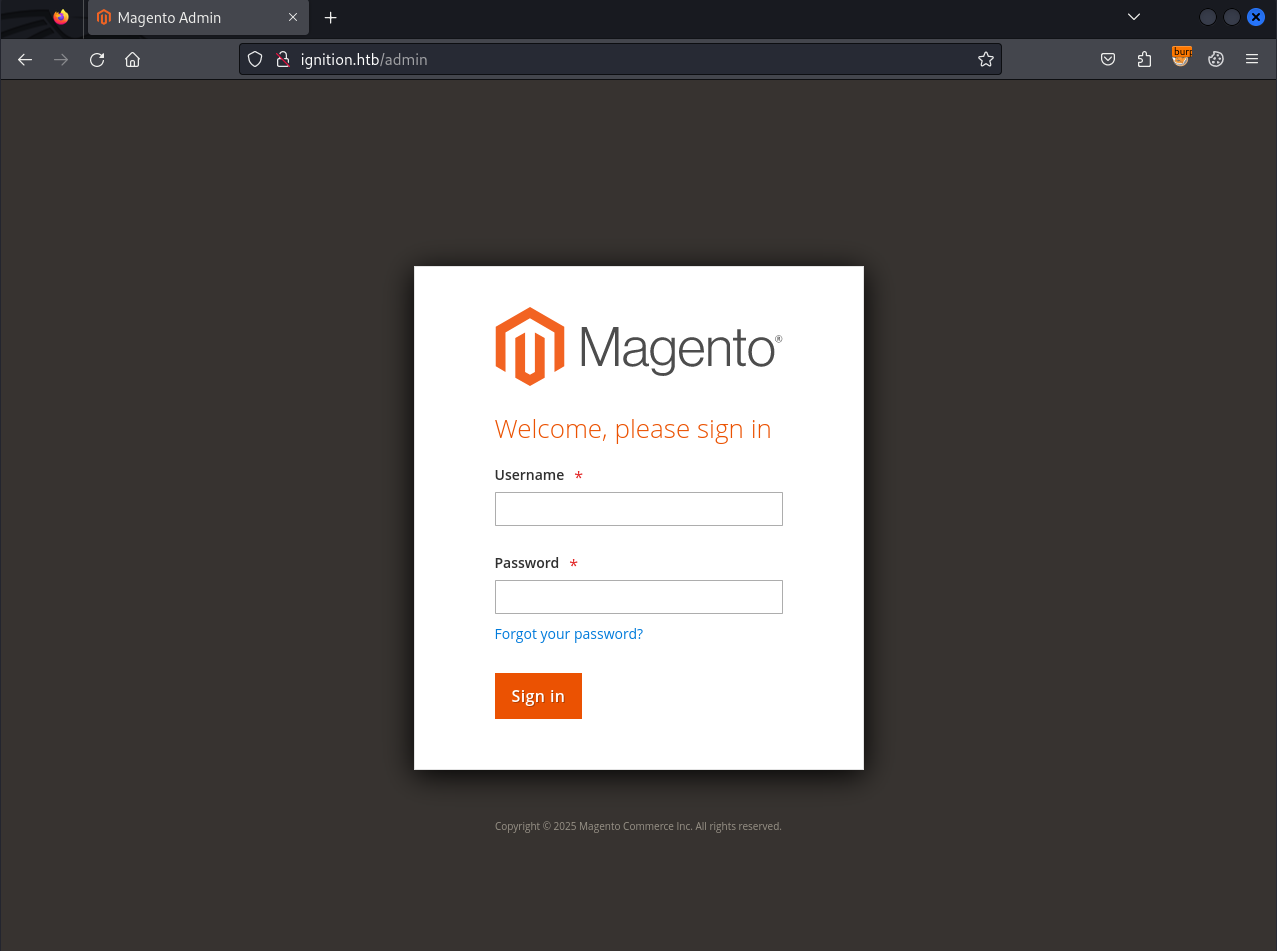 Magento Admin
ignition.htb/admin
burp
Magento®
Welcome, please sign in
Username *
Password *
Forgot your password?
Sign in
Copyright © 2025 Magento Commerce Inc. All rights reserved.